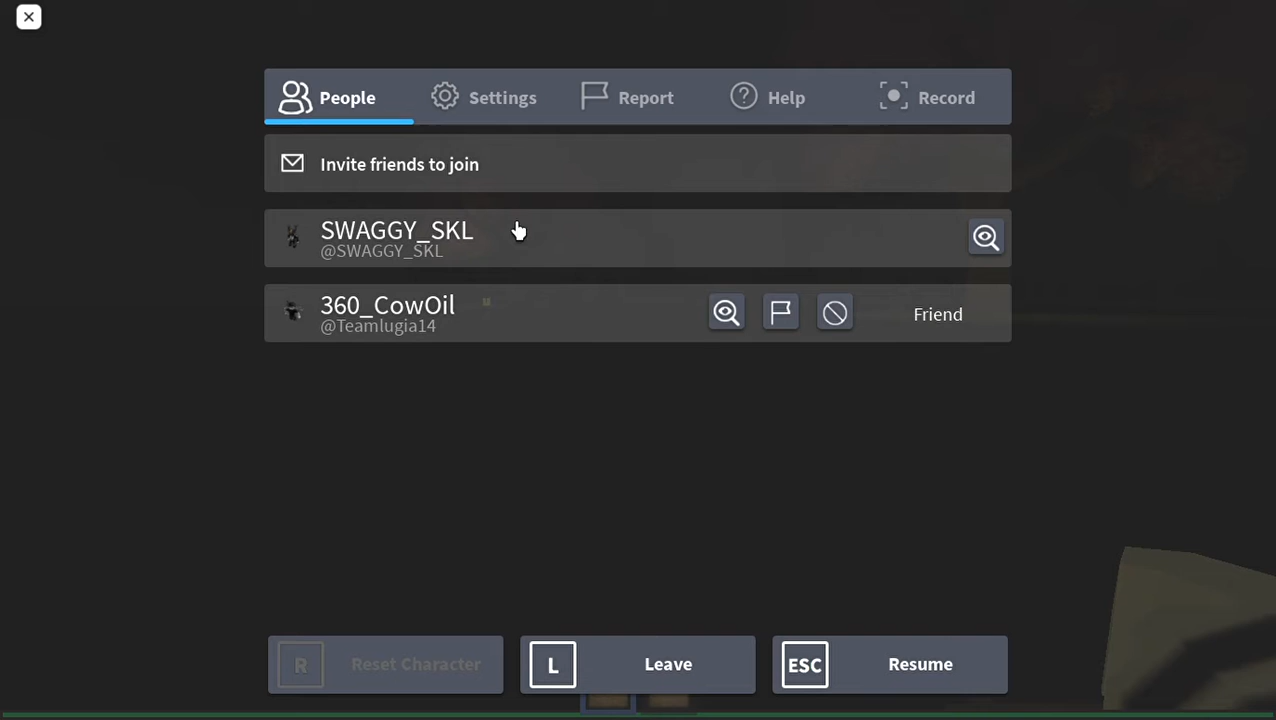 People
Settings
Report
Help
Record
Invite friends to join
SWAGGY_SKL
@SWAGGY_SKL
360_CowOil
@Teamlugia14
Friend
R Reset Character
L Leave
ESC Resume